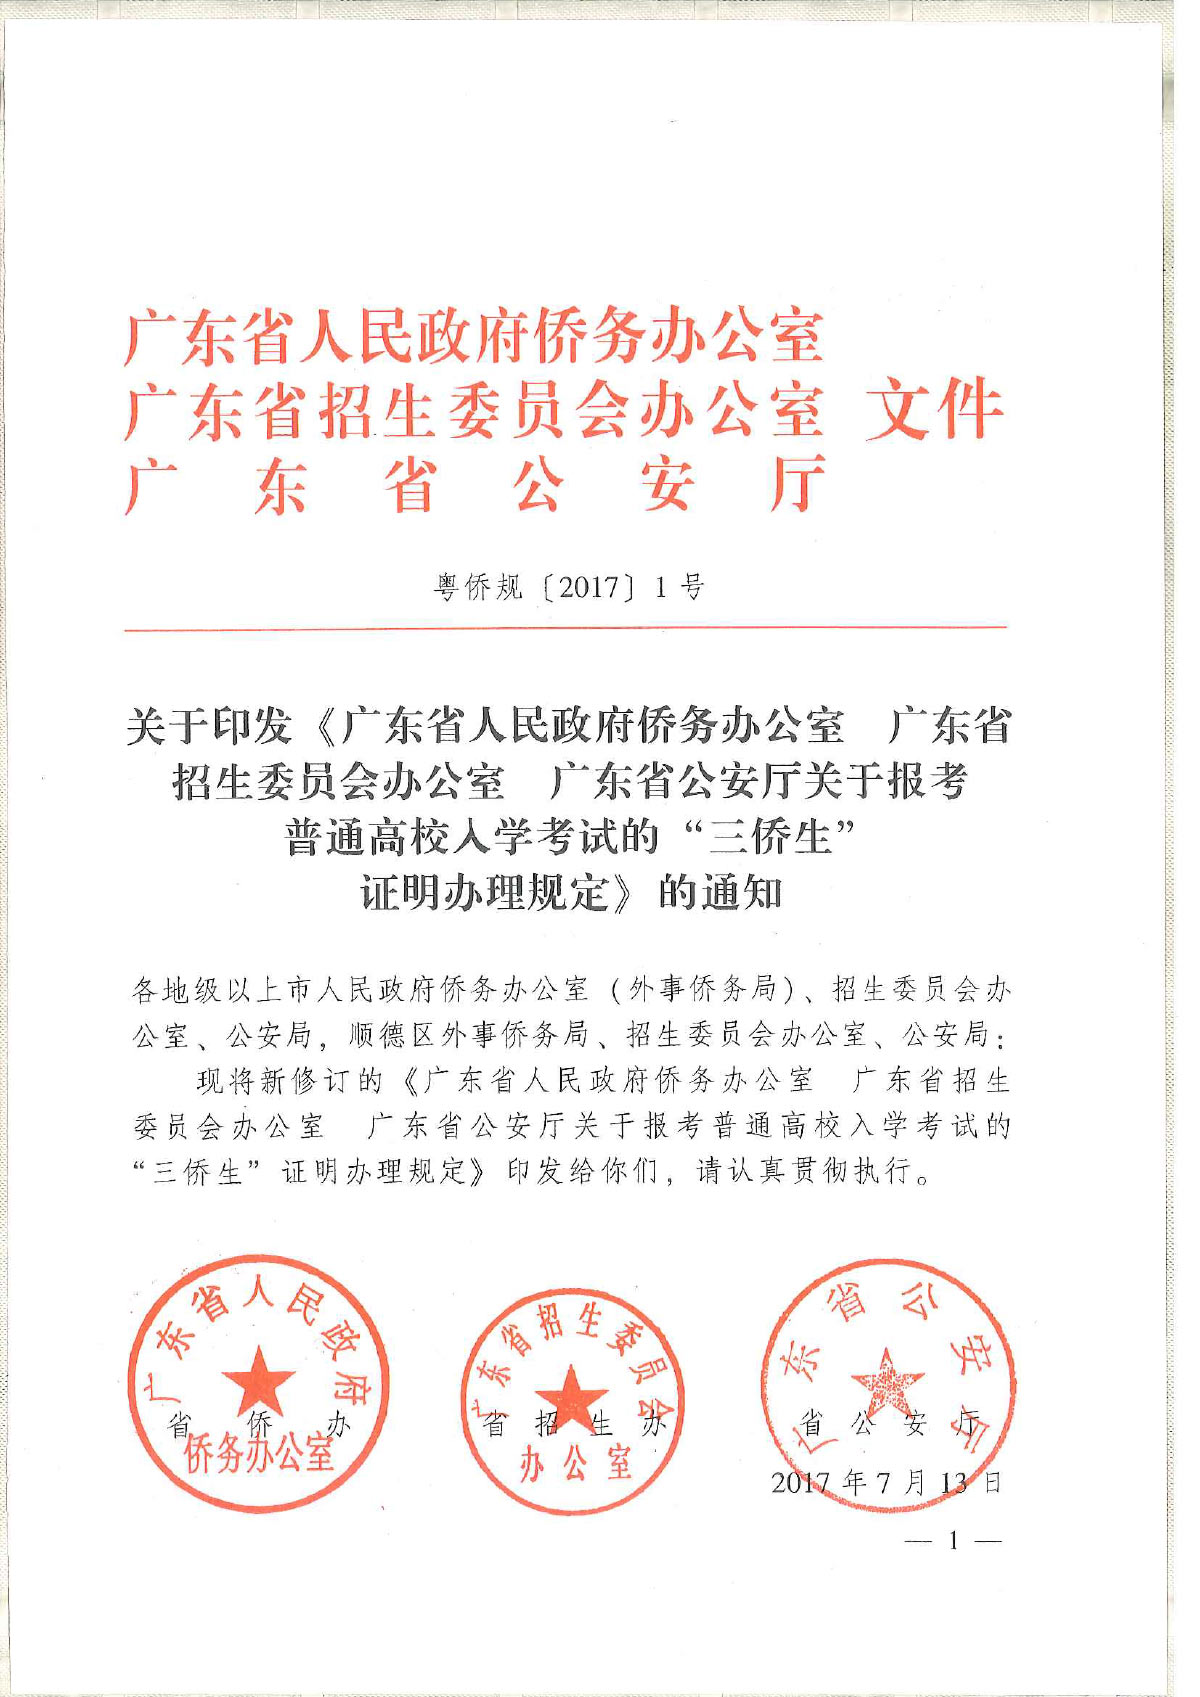 广东省人民政府侨务办公室
广东省招生委员会办公室 文件
广东省公安厅
粤侨规〔2017〕1号
关于印发《广东省人民政府侨务办公室 广东省
招生委员会办公室 广东省公安厅关于报考
普通高校入学考试的“三侨生”
证明办理规定》的通知
各地级以上市人民政府侨务办公室(外事侨务局)、招生委员会办
公室、公安局，顺德区外事侨务局、招生委员会办公室、公安局：
现将新修订的《广东省人民政府侨务办公室 广东省招生
委员会办公室 广东省公安厅关于报考普通高校入学考试的
“三侨生”证明办理规定》印发给你们，请认真贯彻执行。
广东省人民政府
侨务办公室
省侨办
广东省招生委员会
办公室
省招生办
广东省公安厅
省公安厅
2017年7月13日
— 1 —